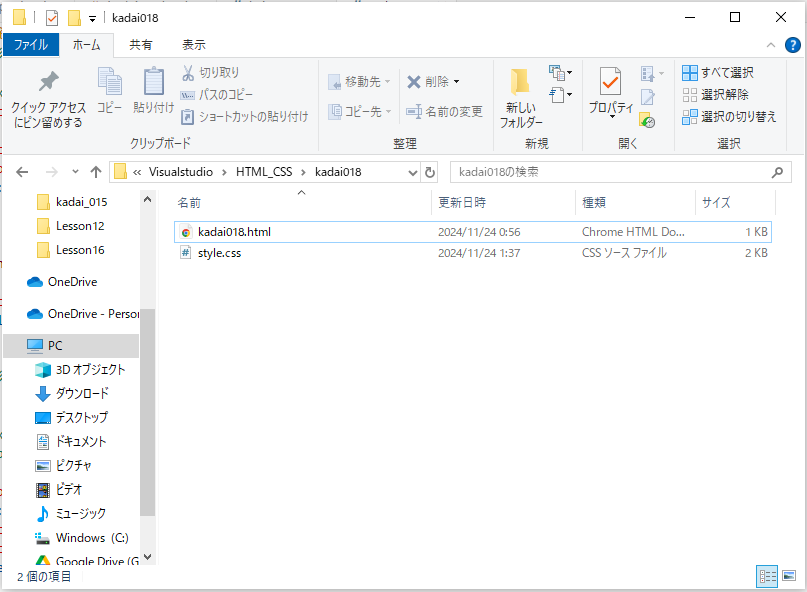 kadai018
ファイル
ホーム
共有
表示
クイック アクセス
にピン留めする
コピー
貼り付け
切り取り
パスのコピー
ショートカットの貼り付け
クリップボード
移動先
コピー先
削除
名前の変更
整理
新しい
フォルダー
新規
プロパティ
開く
すべて選択
選択解除
選択の切り替え
選択
« Visualstudio > HTML_CSS > kadai018
kadai018の検索
kadai_015
Lesson12
Lesson16
OneDrive
OneDrive - Person
PC
3D オブジェクト
ダウンロード
デスクトップ
ドキュメント
ピクチャ
ビデオ
ミュージック
Windows (C:)
Google Drive (G
名前 更新日時 種類 サイズ
kadai018.html 2024/11/24 0:56 Chrome HTML Do... 1 KB
style.css 2024/11/24 1:37 CSS ソース ファイル 2 KB
2 個の項目